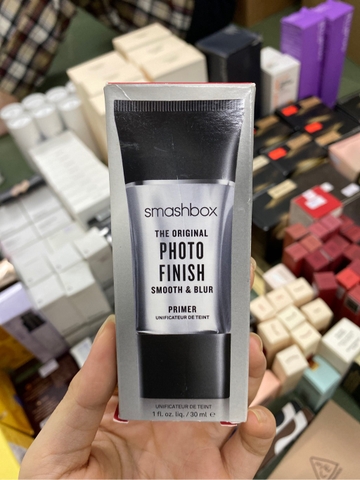 smashbox
THE ORIGINAL
PHOTO
FINISH
SMOOTH & BLUR
PRIMER
UNIFICATEUR DE TEINT
UNIFICATEUR DE TEINT
1 fl. oz. liq. / 30 ml ℮